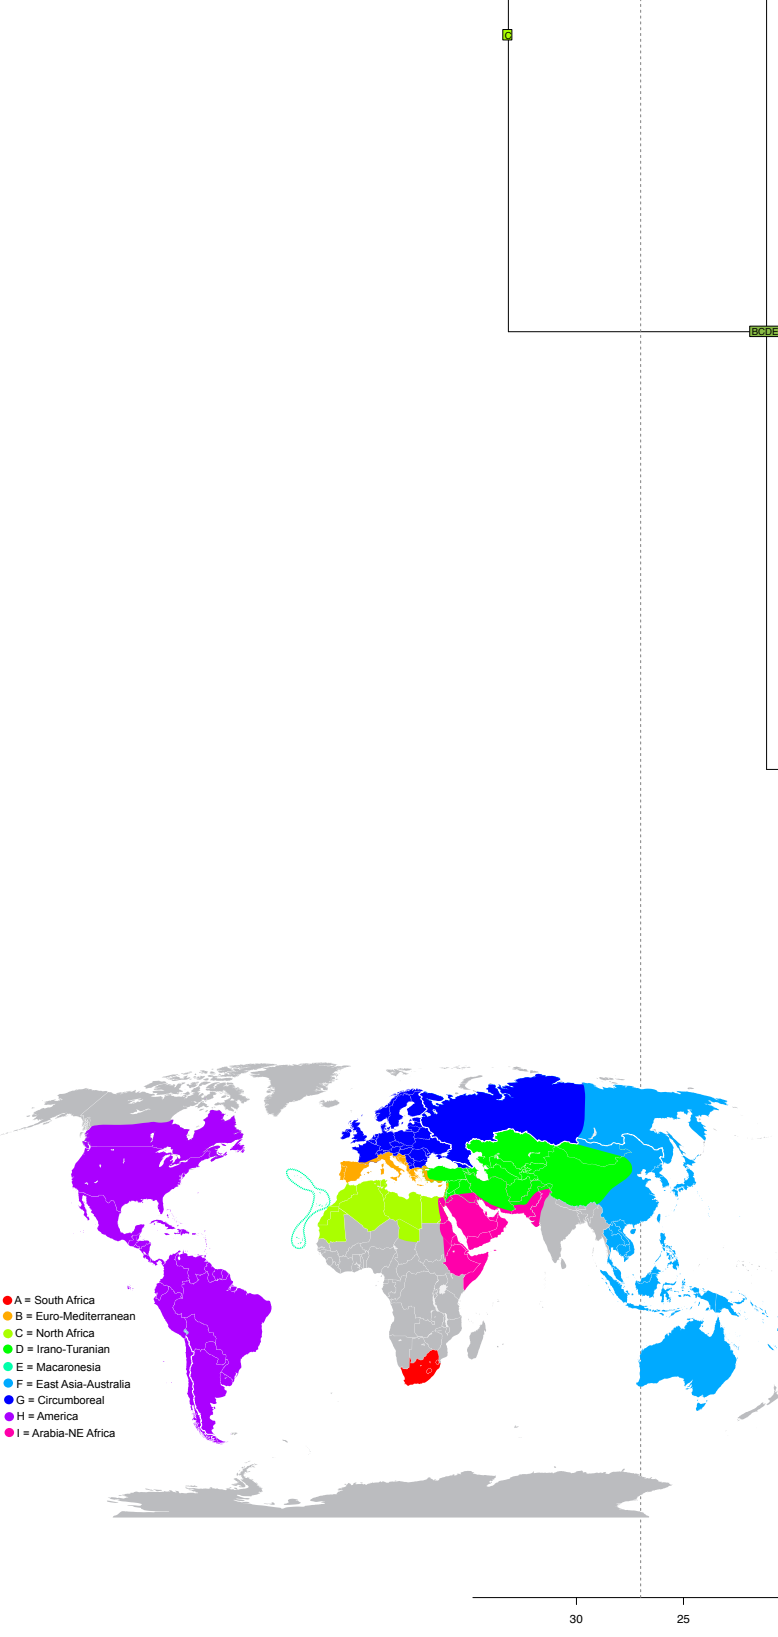 C
BCDE
A = South Africa
B = Euro-Mediterranean
C = North Africa
D = Irano-Turanian
E = Macaronesia
F = East Asia-Australia
G = Circumboreal
H = America
I = Arabia-NE Africa
30 25